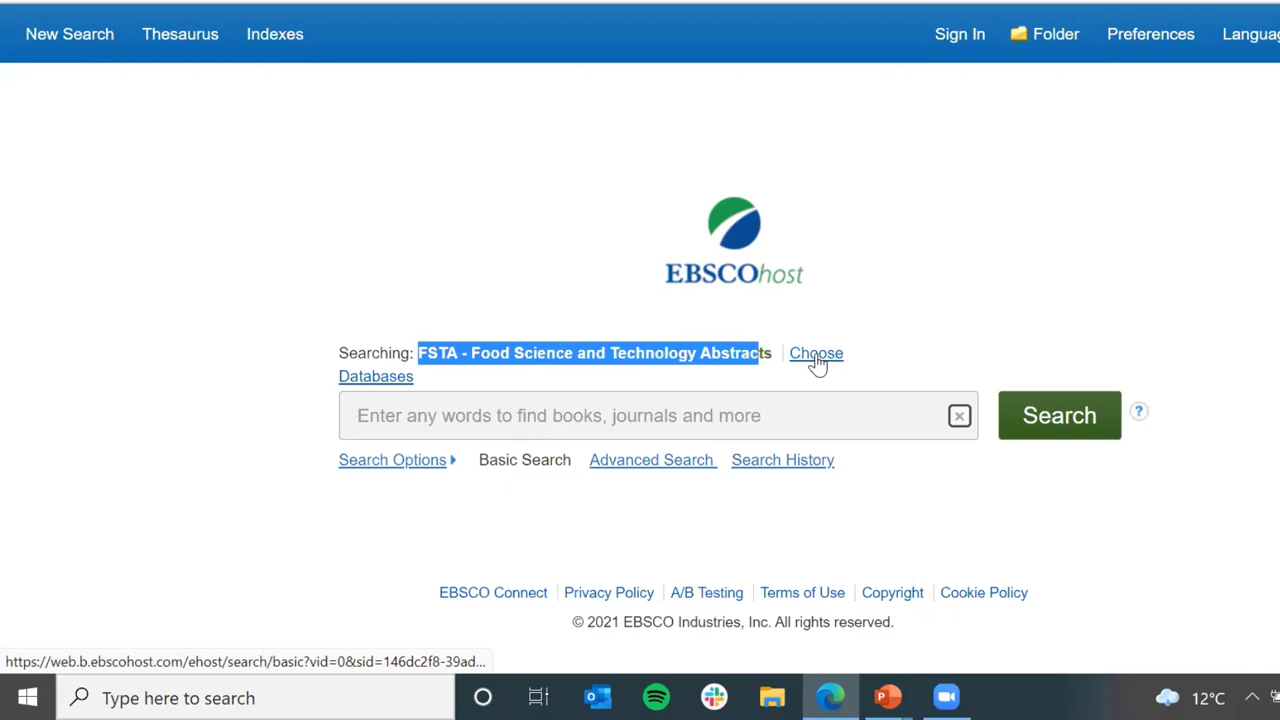 New Search Thesaurus Indexes Sign In Folder Preferences Langua
EBSCOhost
Searching: FSTA - Food Science and Technology Abstracts Choose
Databases
Enter any words to find books, journals and more Search ?
Search Options Basic Search Advanced Search Search History
EBSCO Connect Privacy Policy A/B Testing Terms of Use Copyright Cookie Policy
© 2021 EBSCO Industries, Inc. All rights reserved.
https://web.b.ebscohost.com/ehost/search/basic?vid=0&sid=146dc2f8-39ad...
Type here to search 12°C